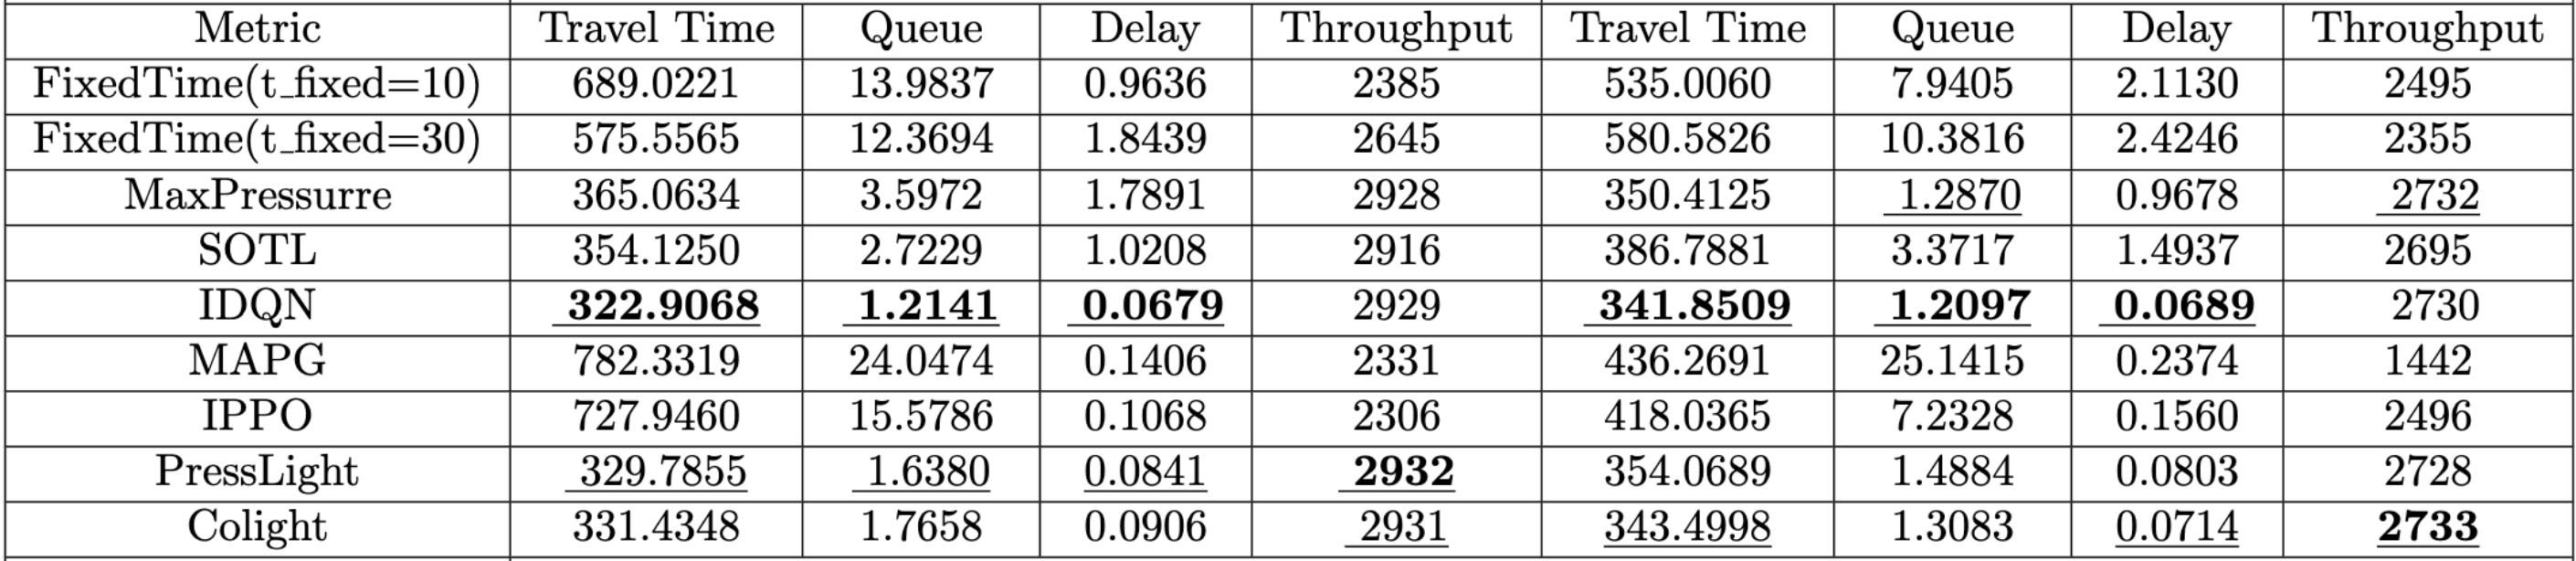 Metric Travel Time Queue Delay Throughput Travel Time Queue Delay Throughput
FixedTime(t_fixed=10) 689.0221 13.9837 0.9636 2385 535.0060 7.9405 2.1130 2495
FixedTime(t_fixed=30) 575.5565 12.3694 1.8439 2645 580.5826 10.3816 2.4246 2355
MaxPressurre 365.0634 3.5972 1.7891 2928 350.4125 1.2870 0.9678 2732
SOTL 354.1250 2.7229 1.0208 2916 386.7881 3.3717 1.4937 2695
IDQN 322.9068 1.2141 0.0679 2929 341.8509 1.2097 0.0689 2730
MAPG 782.3319 24.0474 0.1406 2331 436.2691 25.1415 0.2374 1442
IPPO 727.9460 15.5786 0.1068 2306 418.0365 7.2328 0.1560 2496
PressLight 329.7855 1.6380 0.0841 2932 354.0689 1.4884 0.0803 2728
Colight 331.4348 1.7658 0.0906 2931 343.4998 1.3083 0.0714 2733